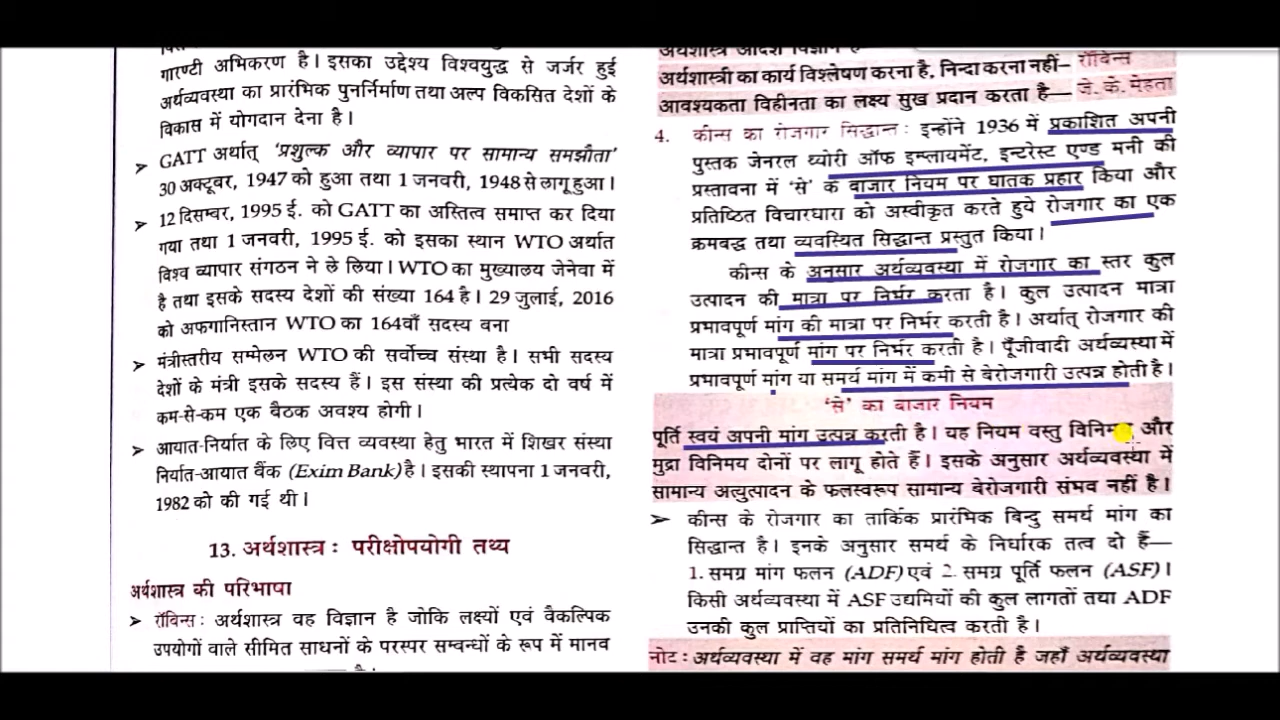 गारण्टी अभिकरण है। इसका उद्देश्य विश्वयुद्ध से जर्जर हुई
अर्थव्यवस्था का प्रारंभिक पुनर्निर्माण तथा अल्प विकसित देशों के
विकास में योगदान देना है।
➢ GATT अर्थात् ‘प्रशुल्क और व्यापार पर सामान्य समझौता’
30 अक्टूबर, 1947 को हुआ तथा 1 जनवरी, 1948 से लागू हुआ।
➢ 12 दिसम्बर, 1995 ई. को GATT का अस्तित्व समाप्त कर दिया
गया तथा 1 जनवरी, 1995 ई. को इसका स्थान WTO अर्थात
विश्व व्यापार संगठन ने ले लिया। WTO का मुख्यालय जेनेवा में
है तथा इसके सदस्य देशों की संख्या 164 है। 29 जुलाई, 2016
को अफगानिस्तान WTO का 164वाँ सदस्य बना
➢ मंत्रीस्तरीय सम्मेलन WTO की सर्वोच्च संस्था है। सभी सदस्य
देशों के मंत्री इसके सदस्य हैं। इस संस्था की प्रत्येक दो वर्ष में
कम-से-कम एक बैठक अवश्य होगी।
➢ आयात-निर्यात के लिए वित्त व्यवस्था हेतु भारत में शिखर संस्था
निर्यात-आयात बैंक (Exim Bank) है। इसकी स्थापना 1 जनवरी,
1982 को की गई थी।
13. अर्थशास्त्र : परीक्षोपयोगी तथ्य
अर्थशास्त्र की परिभाषा
➢ रॉबिन्स : अर्थशास्त्र वह विज्ञान है जोकि लक्ष्यों एवं वैकल्पिक
उपयोगों वाले सीमित साधनों के परस्पर सम्बन्धों के रूप में मानव
अर्थशास्त्र आदर्श विज्ञान है
अर्थशास्त्री का कार्य विश्लेषण करना है, निन्दा करना नहीं– रॉबिन्स
आवश्यकता विहीनता का लक्ष्य सुख प्रदान करता है– जे. के. मेहता
4. कीन्स का रोजगार सिद्धान्त : इन्होंने 1936 में प्रकाशित अपनी
पुस्तक जेनरल थ्योरी ऑफ इम्प्लायमेंट, इन्टरेस्ट एण्ड मनी की
प्रस्तावना में ‘से’ के बाजार नियम पर घातक प्रहार किया और
प्रतिष्ठित विचारधारा को अस्वीकृत करते हुये रोजगार का एक
क्रमबद्ध तथा व्यवस्थित सिद्धान्त प्रस्तुत किया।
कीन्स के अनुसार अर्थव्यवस्था में रोजगार का स्तर कुल
उत्पादन की मात्रा पर निर्भर करता है। कुल उत्पादन मात्रा
प्रभावपूर्ण मांग की मात्रा पर निर्भर करती है। अर्थात् रोजगार की
मात्रा प्रभावपूर्ण मांग पर निर्भर करती है। पूँजीवादी अर्थव्यवस्था में
प्रभावपूर्ण मांग या समर्थ मांग में कमी से बेरोजगारी उत्पन्न होती है।
‘से’ का बाजार नियम
पूर्ति स्वयं अपनी मांग उत्पन्न करती है। यह नियम वस्तु विनिमय और
मुद्रा विनिमय दोनों पर लागू होते हैं। इसके अनुसार अर्थव्यवस्था में
सामान्य अत्युत्पादन के फलस्वरूप सामान्य बेरोजगारी संभव नहीं है।
➢ कीन्स के रोजगार का तार्किक प्रारंभिक बिन्दु समर्थ मांग का
सिद्धान्त है। इनके अनुसार समर्थ के निर्धारक तत्व दो हैं—
1. समग्र मांग फलन (ADF) एवं 2. समग्र पूर्ति फलन (ASF)।
किसी अर्थव्यवस्था में ASF उद्यमियों की कुल लागतों तथा ADF
उनकी कुल प्राप्तियों का प्रतिनिधित्व करती है।
नोट : अर्थव्यवस्था में वह मांग समर्थ मांग होती है जहाँ अर्थव्यवस्था